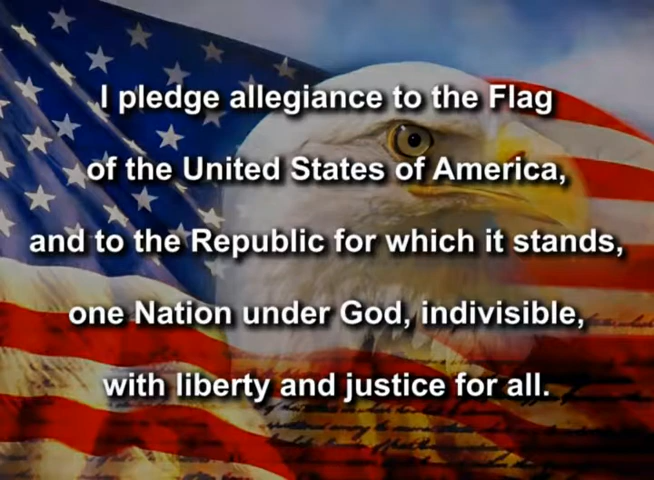 I pledge allegiance to the Flag
of the United States of America,
and to the Republic for which it stands,
one Nation under God, indivisible,
with liberty and justice for all.